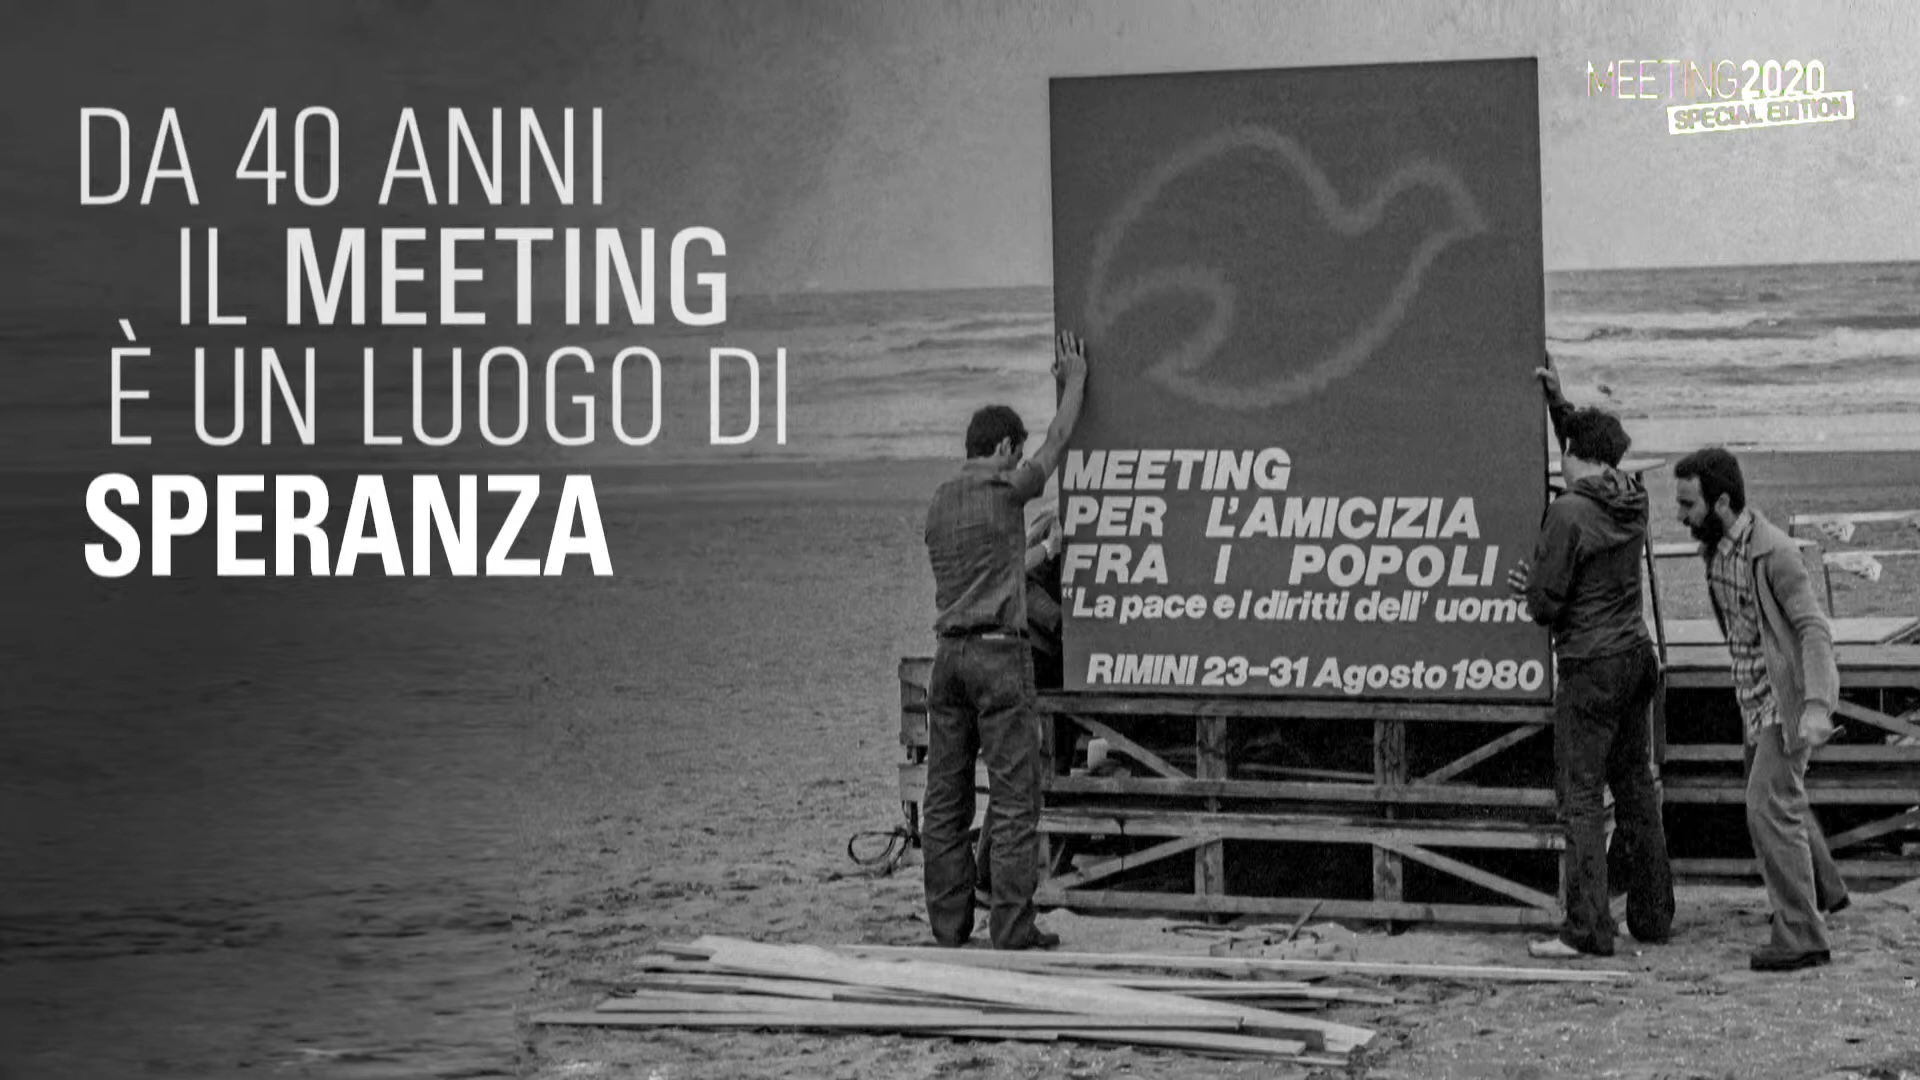 DA 40 ANNI
IL MEETING
È UN LUOGO DI
SPERANZA
MEETING2020
SPECIAL EDITION
MEETING
PER L'AMICIZIA
FRA I POPOLI
"La pace e i diritti dell' uomo
RIMINI 23-31 Agosto 1980